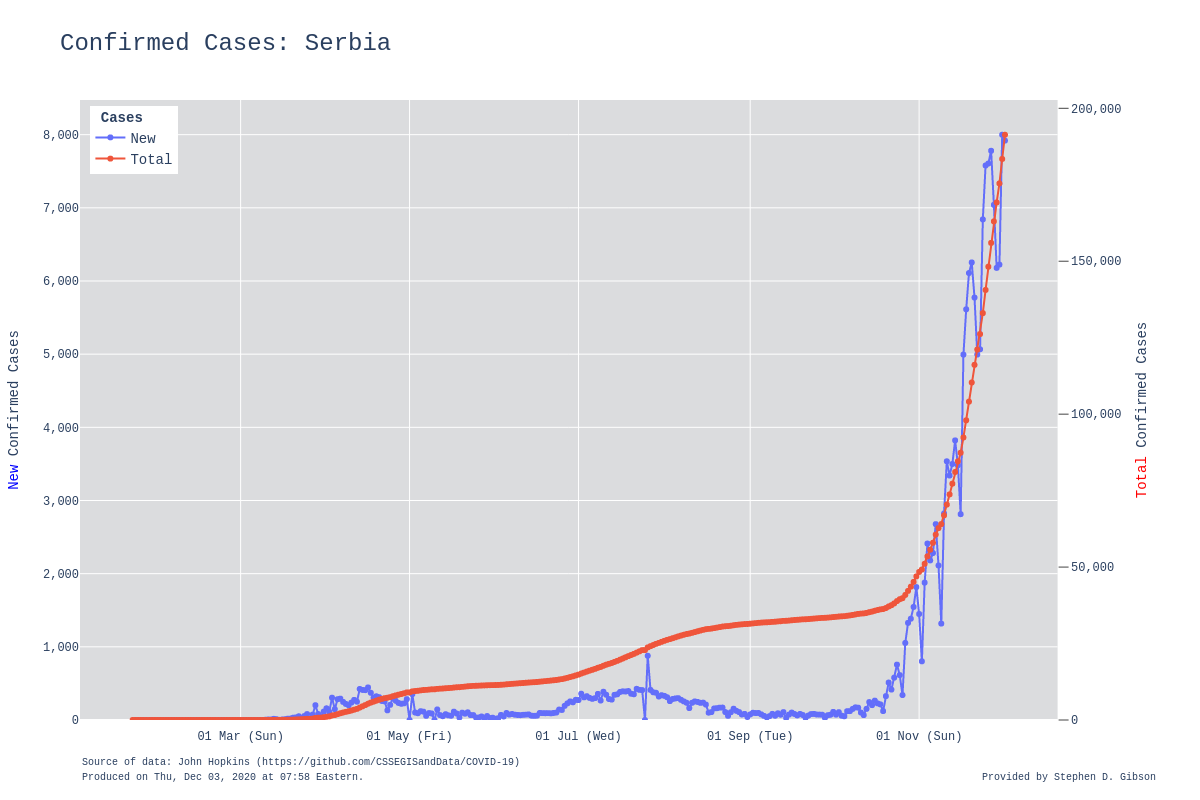 Confirmed Cases: Serbia
Cases
New
Total
8,000
7,000
6,000
5,000
4,000
3,000
2,000
1,000
0
New Confirmed Cases
200,000
150,000
100,000
50,000
0
Total Confirmed Cases
01 Mar (Sun) 01 May (Fri) 01 Jul (Wed) 01 Sep (Tue) 01 Nov (Sun)
Source of data: John Hopkins (https://github.com/CSSEGISandData/COVID-19)
Produced on Thu, Dec 03, 2020 at 07:58 Eastern.
Provided by Stephen D. Gibson